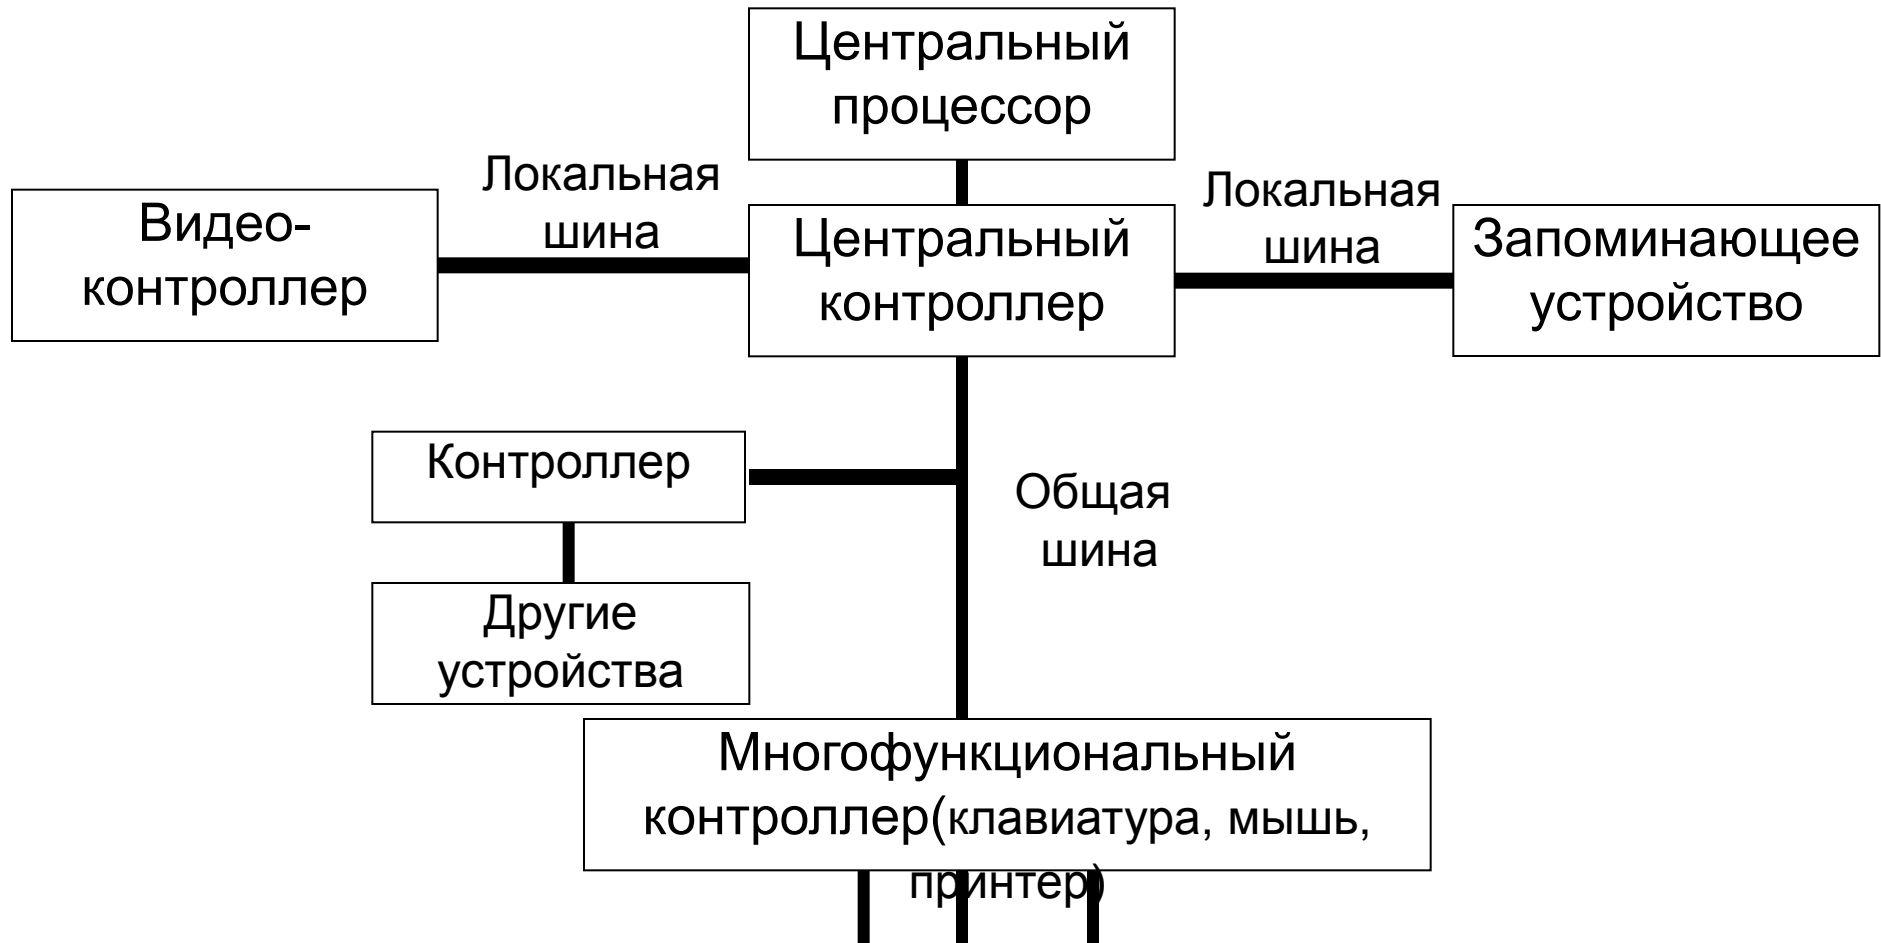 Центральный
процессор
Локальная
шина
Локальная
шина
Видео-
контроллер
Центральный
контроллер
Запоминающее
устройство
Контроллер
Общая
шина
Другие
устройства
Многофункциональный
контроллер(клавиатура, мышь,
принтер)